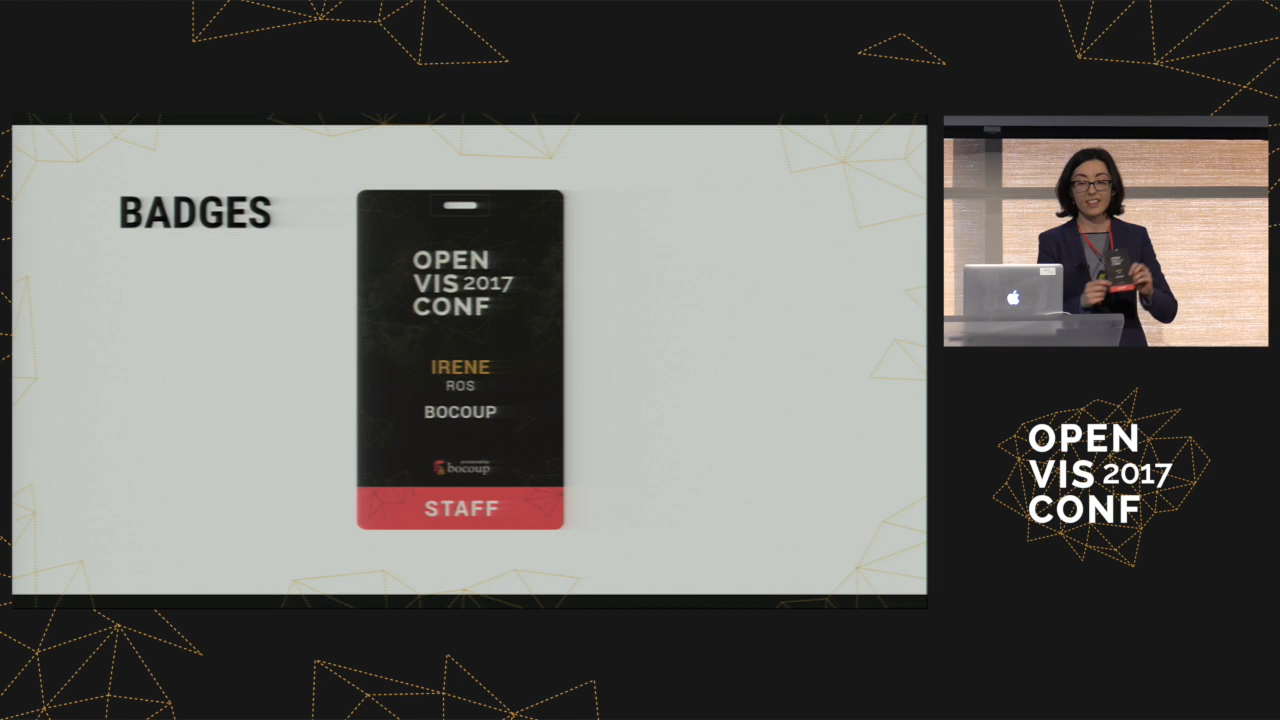 BADGES
OPEN
VIS 2017
CONF
IRENE
ROS
BOCOUP
bocoup
STAFF
OPEN
VIS 2017
CONF